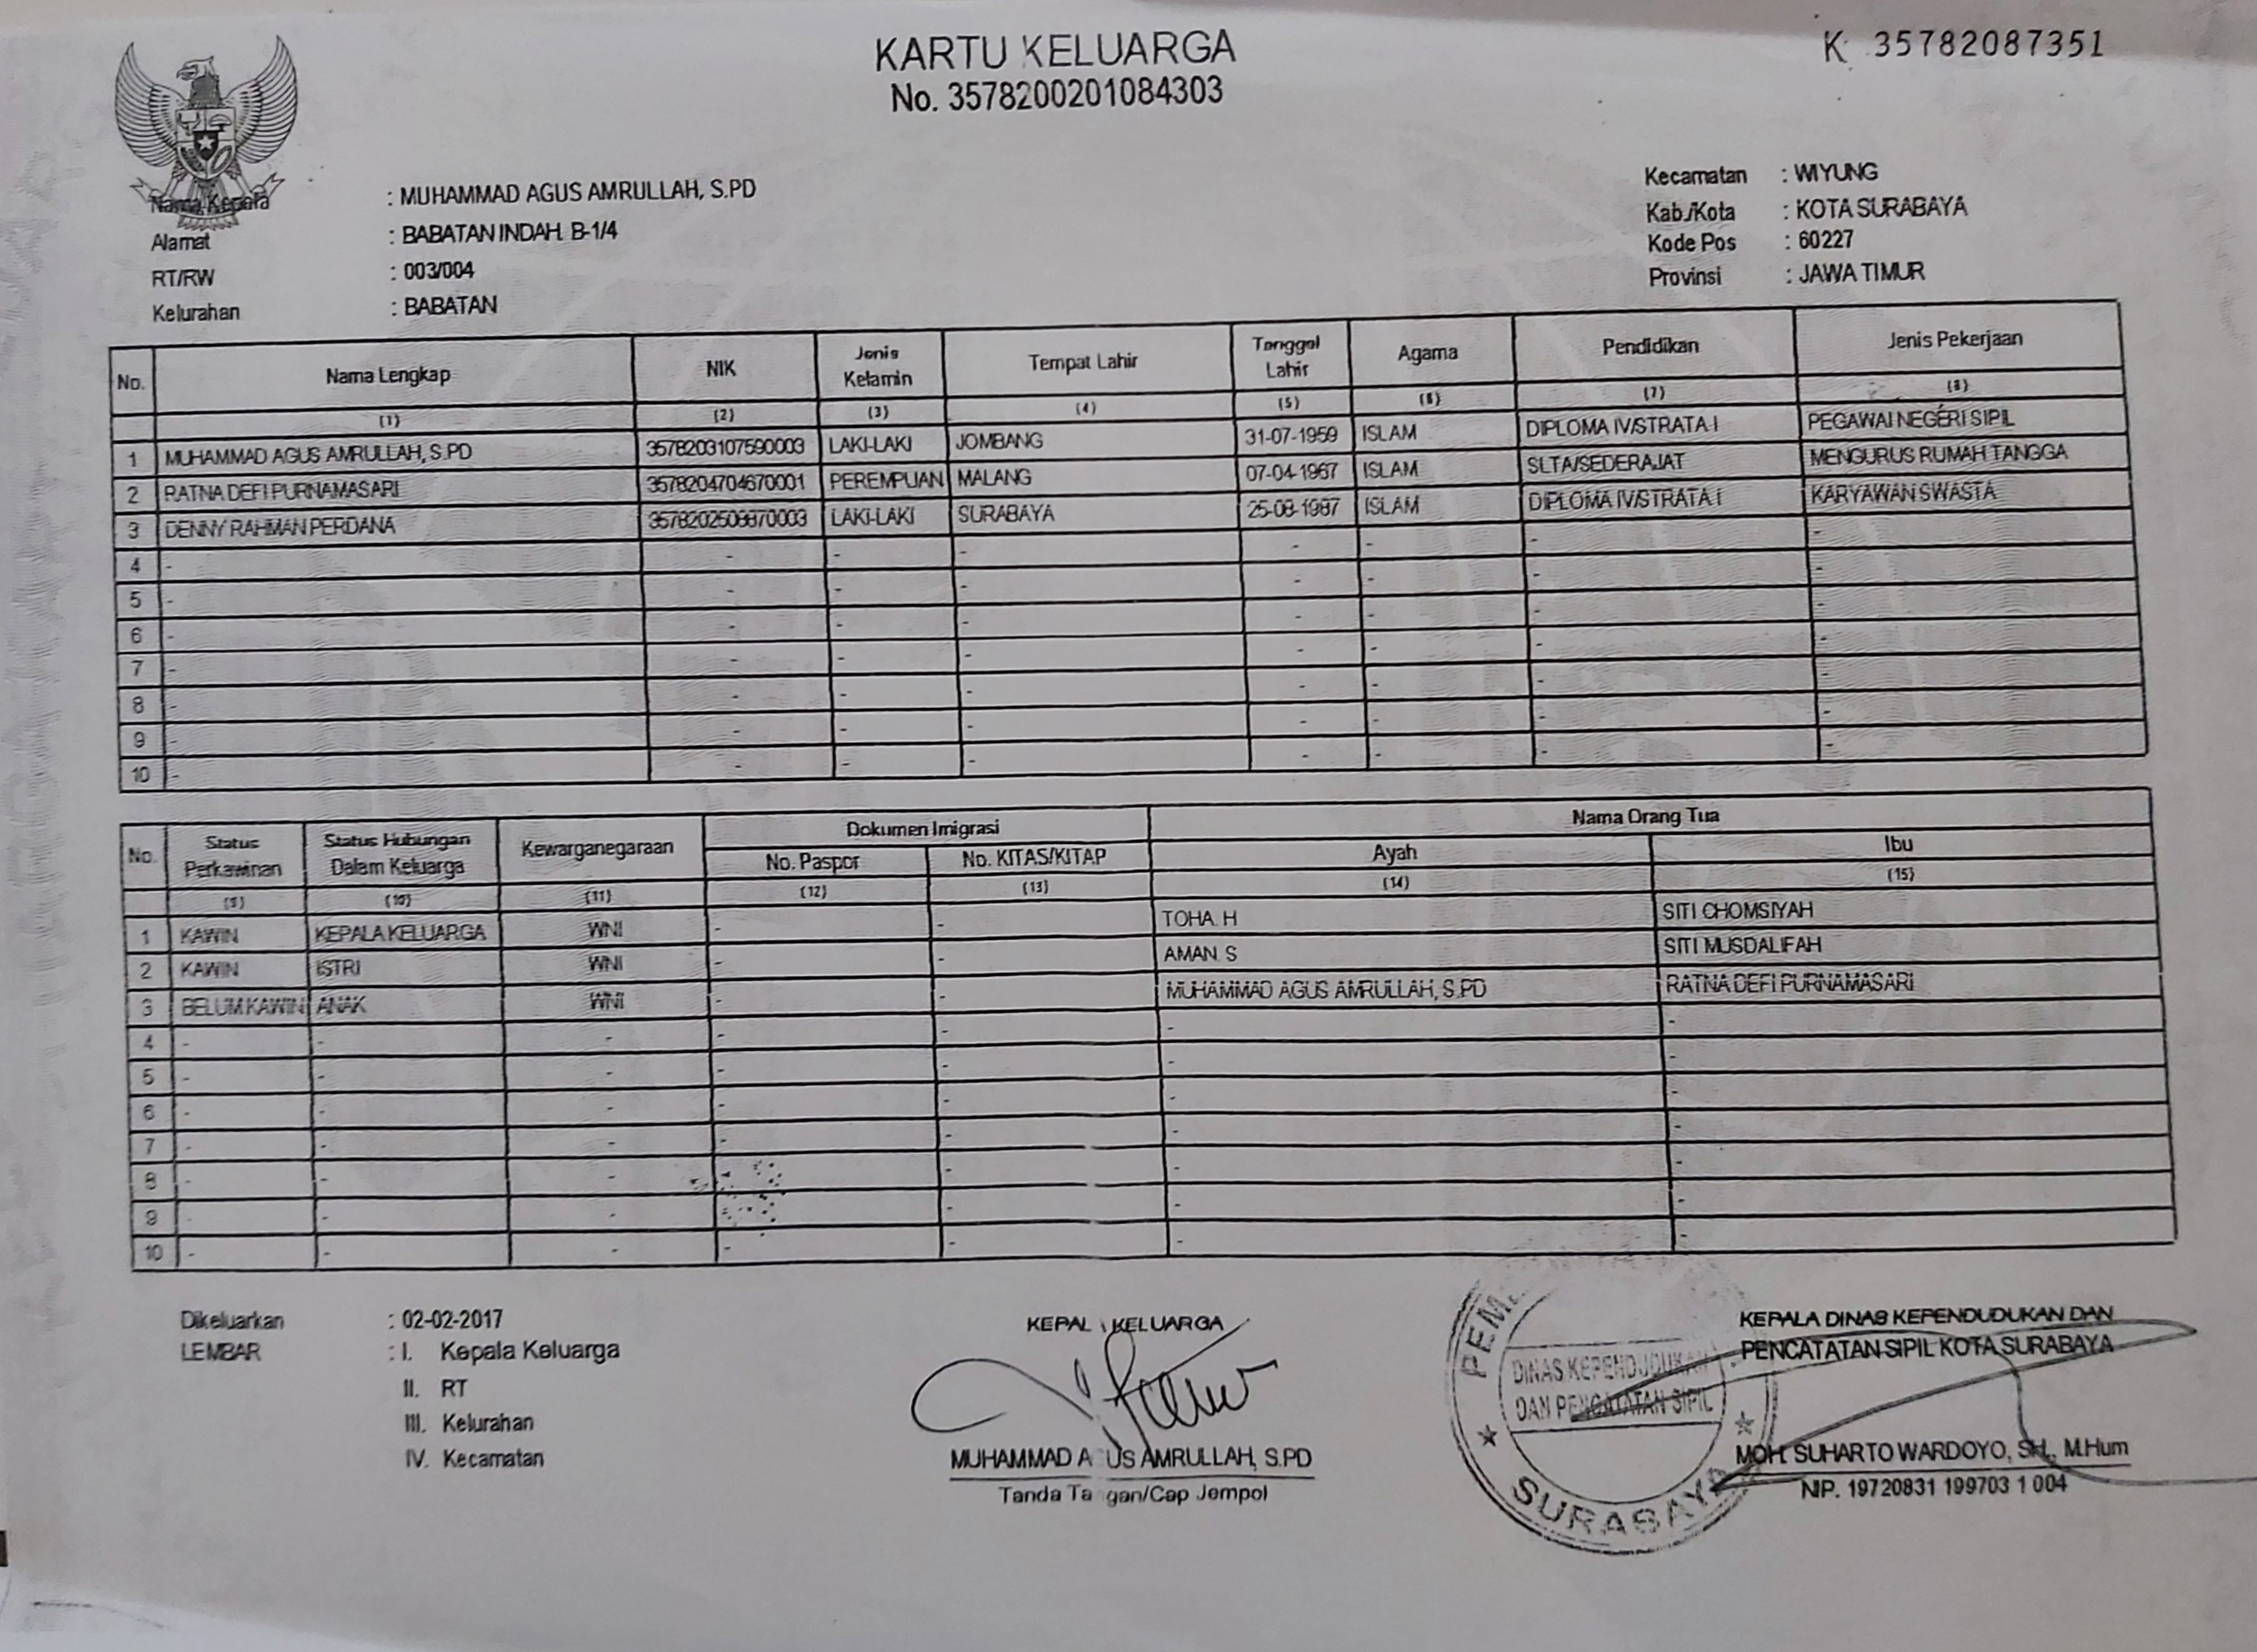 KARTU KELUARGA
No. 3578200201084303
K. 35782087351
Nama Kepala : MUHAMMAD AGUS AMRULLAH, S.PD
Alamat : BABATAN INDAH B-1/4
RT/RW : 003/004
Kelurahan : BABATAN
Kecamatan : WIYUNG
Kab./Kota : KOTA SURABAYA
Kode Pos : 60227
Provinsi : JAWA TIMUR
No. Nama Lengkap NIK Jenis Kelamin Tempat Lahir Tanggal Lahir Agama Pendidikan Jenis Pekerjaan
(1) (2) (3) (4) (5) (6) (7) (8)
1 MUHAMMAD AGUS AMRULLAH, S.PD 3578203107590003 LAKI-LAKI JOMBANG 31-07-1959 ISLAM DIPLOMA IV/STRATA I PEGAWAI NEGERI SIPIL
2 RATNA DEFI PURNAMASARI 3578204704670001 PEREMPUAN MALANG 07-04-1967 ISLAM SLTA/SEDERAJAT MENGURUS RUMAH TANGGA
3 DENNY RAHMAN PERDANA 3578202508870003 LAKI-LAKI SURABAYA 25-08-1987 ISLAM DIPLOMA IV/STRATA I KARYAWAN SWASTA
4 - - - - - - - -
5 - - - - - - - -
6 - - - - - - - -
7 - - - - - - - -
8 - - - - - - - -
9 - - - - - - - -
10 - - - - - - - -
No. Status Perkawinan Status Hubungan Dalam Keluarga Kewarganegaraan Dokumen Imigrasi Nama Orang Tua
No. Paspor No. KITAS/KITAP Ayah Ibu
(9) (10) (11) (12) (13) (14) (15)
1 KAWIN KEPALA KELUARGA WNI - - TOHA. H SITI CHOMSIYAH
2 KAWIN ISTRI WNI - - AMAN. S SITI MUSDALIFAH
3 BELUM KAWIN ANAK WNI - - MUHAMMAD AGUS AMRULLAH, S.PD RATNA DEFI PURNAMASARI
4 - - - - - - -
5 - - - - - - -
6 - - - - - - -
7 - - - - - - -
8 - - - - - - -
9 - - - - - - -
10 - - - - - - -
Dikeluarkan : 02-02-2017
LEMBAR : I. Kepala Keluarga
II. RT
III. Kelurahan
IV. Kecamatan
KEPALA KELUARGA
MUHAMMAD AGUS AMRULLAH, S.PD
Tanda Tangan/Cap Jempol
DINAS KEPENDUDUKAN
DAN PENCATATAN SIPIL
SURABAYA
KEPALA DINAS KEPENDUDUKAN DAN
PENCATATAN SIPIL KOTA SURABAYA
MOH. SUHARTO WARDOYO, SH., M.Hum
NIP. 19720831 199703 1 004